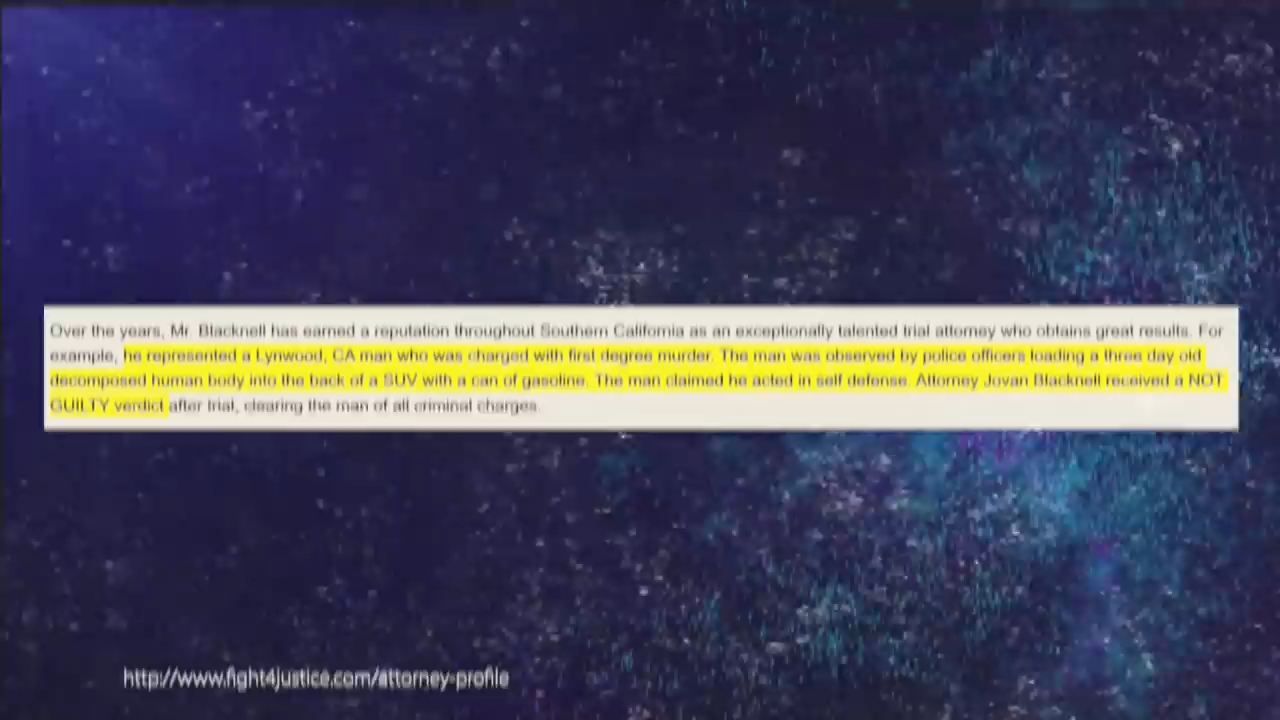 Over the years, Mr. Blacknell has earned a reputation throughout Southern California as an exceptionally talented trial attorney who obtains great results. For
example, he represented a Lynwood, CA man who was charged with first degree murder. The man was observed by police officers loading a three day old
decomposed human body into the back of a SUV with a can of gasoline. The man claimed he acted in self defense. Attorney Jovan Blacknell received a NOT
GUILTY verdict after trial, clearing the man of all criminal charges.
http://www.fight4justice.com/attorney-profile